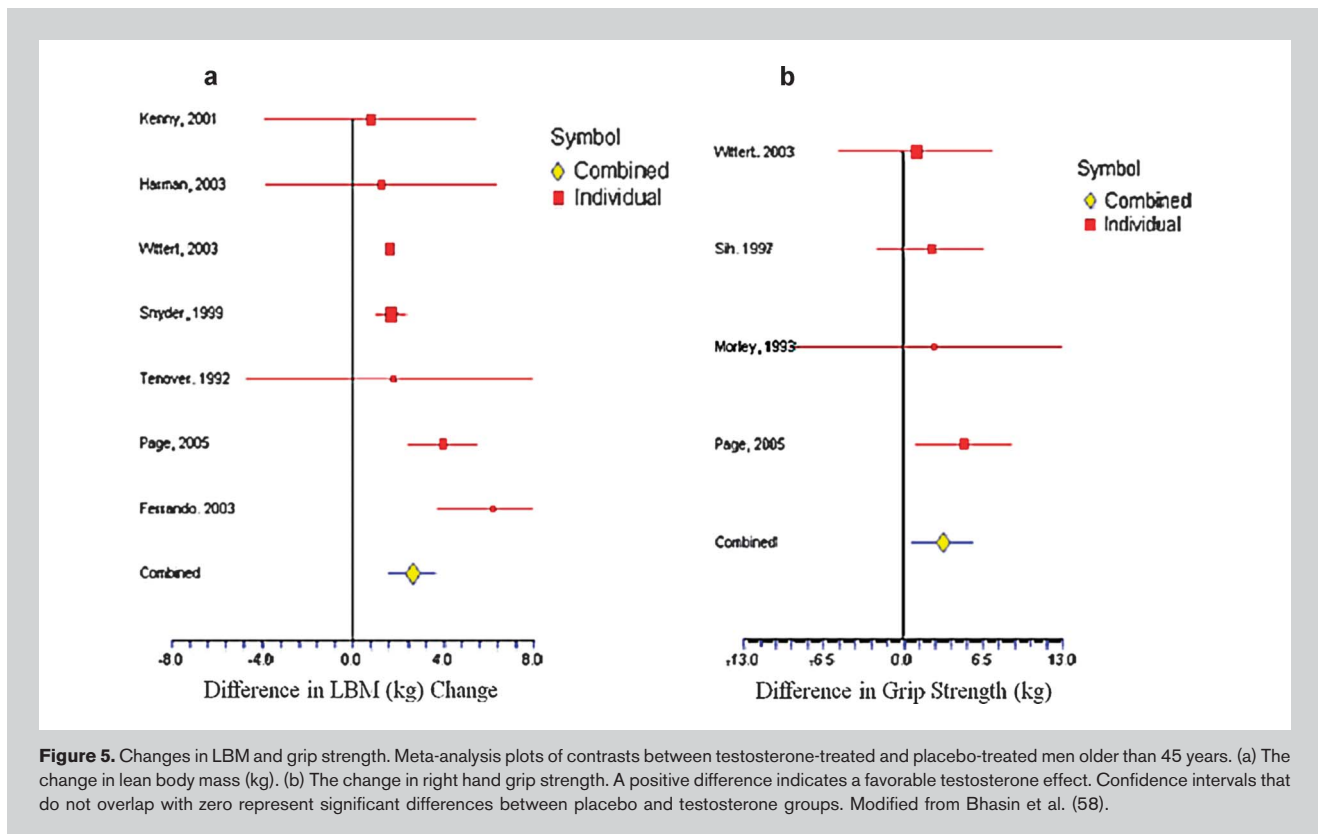 a
Kenny, 2001
Harman, 2003
Wittert, 2003
Snyder, 1999
Tenover. 1992
Page, 2005
Ferrando. 2003
Combined
Symbol
Combined
Individual
-8.0 -4.0 0.0 4.0 8.0
Difference in LBM (kg) Change
b
Wittert. 2003
Sih. 1997
Morley, 1993
Page, 2005
Combined
Symbol
Combined
Individual
-13.0 -6.5 0.0 6.5 13.0
Difference in Grip Strength (kg)
Figure 5. Changes in LBM and grip strength. Meta-analysis plots of contrasts between testosterone-treated and placebo-treated men older than 45 years. (a) The
change in lean body mass (kg). (b) The change in right hand grip strength. A positive difference indicates a favorable testosterone effect. Confidence intervals that
do not overlap with zero represent significant differences between placebo and testosterone groups. Modified from Bhasin et al. (58).